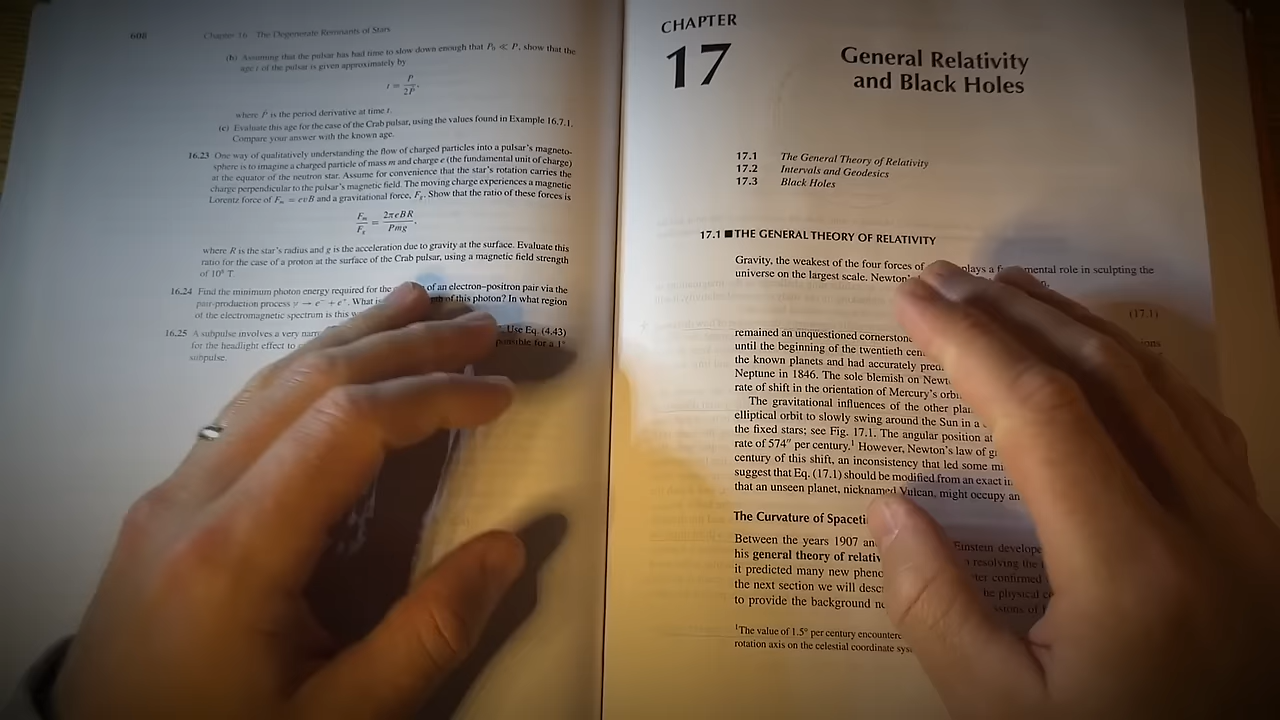 608 Chapter 16 The Degenerate Remnants of Stars
(b) Assuming that the pulsar has had time to slow down enough that P₀ ≪ P, show that the
age t of the pulsar is given approximately by
t = P / 2Ṗ,
where Ṗ is the period derivative at time t.
(c) Evaluate this age for the case of the Crab pulsar, using the values found in Example 16.7.1.
Compare your answer with the known age.
16.23 One way of qualitatively understanding the flow of charged particles into a pulsar's magneto-
sphere is to imagine a charged particle of mass m and charge e (the fundamental unit of charge)
at the equator of the neutron star. Assume for convenience that the star's rotation carries the
charge perpendicular to the pulsar's magnetic field. The moving charge experiences a magnetic
Lorentz force of Fₘ = evB and a gravitational force, F_g. Show that the ratio of these forces is
Fₘ / F_g = 2πeBR / Pmg,
where R is the star's radius and g is the acceleration due to gravity at the surface. Evaluate this
ratio for the case of a proton at the surface of the Crab pulsar, using a magnetic field strength
of 10⁸ T.
16.24 Find the minimum photon energy required for the of an electron–positron pair via the
pair-production process γ → e⁻ + e⁺. What is of this photon? In what region
of the electromagnetic spectrum is this
16.25 A subpulse involves a very Use Eq. (4.43)
for the headlight effect to for a 1°
subpulse.
CHAPTER
17
General Relativity
and Black Holes
17.1 The General Theory of Relativity
17.2 Intervals and Geodesics
17.3 Black Holes
17.1 ■ THE GENERAL THEORY OF RELATIVITY
Gravity, the weakest of the four forces of plays a role in sculpting the
universe on the largest scale. Newton's
(17.1)
remained an unquestioned
until the beginning of the twentieth
the known planets and had accurately
Neptune in 1846. The sole blemish on
rate of shift in the orientation of Mercury's
The gravitational influences of the other
elliptical orbit to slowly swing around the Sun in a
the fixed stars; see Fig. 17.1. The angular position at
rate of 574″ per century.¹ However, Newton's law of
century of this shift, an inconsistency that led some
suggest that Eq. (17.1) should be modified from an exact
that an unseen planet, nicknamed Vulcan, might occupy an
The Curvature of
Between the years 1907 Einstein
his general theory of resolving the
it predicted many new confirmed
the next section we will he physical
to provide the background of
¹The value of 1.5° per century
rotation axis on the celestial coordinate